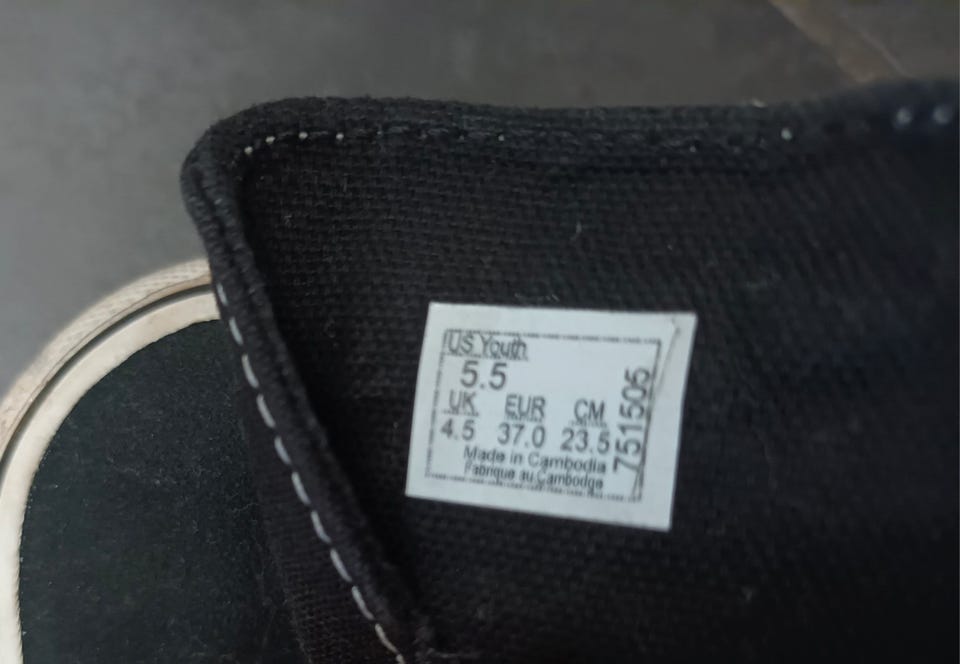 US Youth
5.5
UK EUR CM
4.5 37.0 23.5
Made in Cambodia
Fabrique au Cambodge
751505